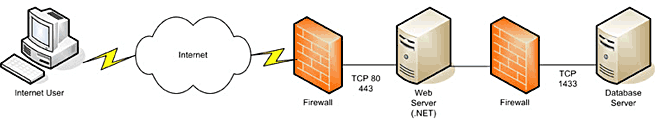 Internet User
Internet
Firewall
TCP 80
443
Web
Server
(.NET)
Firewall
TCP
1433
Database
Server